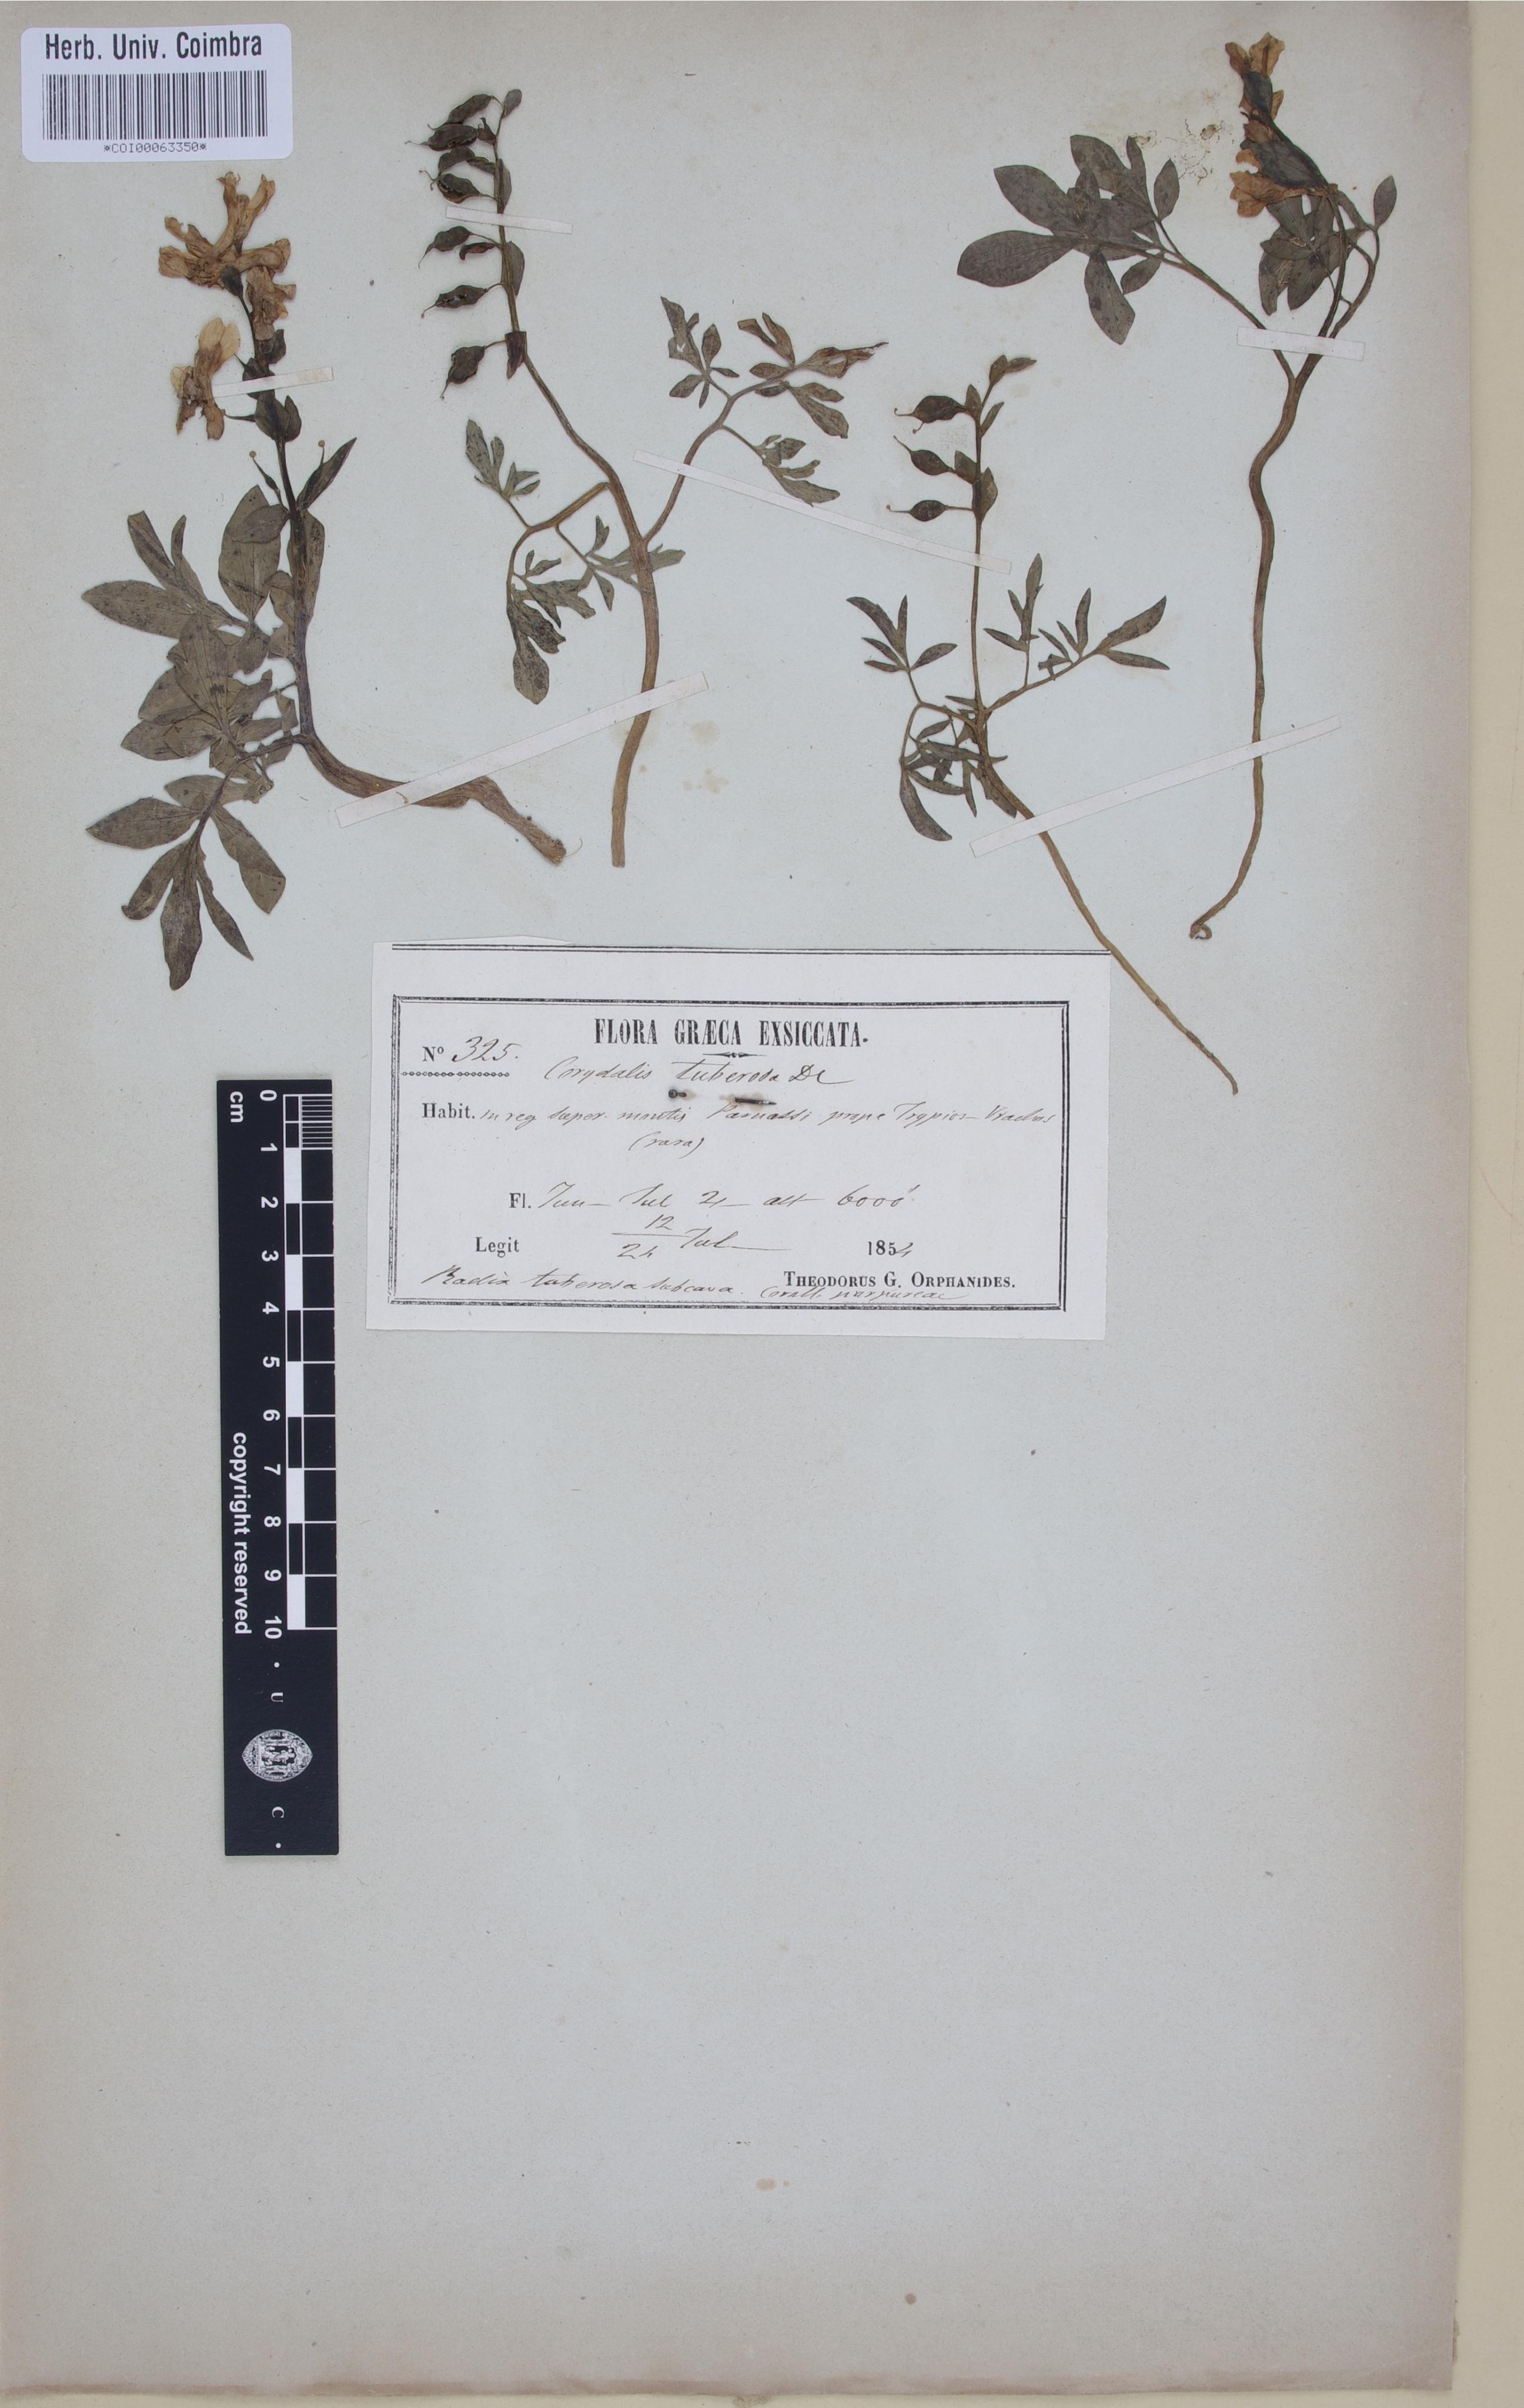 Herb. Univ. Coimbra
*COI00063350*
FLORA GRÆCA EXSICCATA.
Nº 325.
Corydalis tuberosa DC
Habit. in reg. super. montis Parnassi prope Trypios-Vrachos
(rara)
Fl. Jun - Jul ♃ - alt 6000'
Legit 12/24 Jul 1854
THEODORUS G. ORPHANIDES.
Radix tuberosa subcava. Coroll. purpureae
cm 0 1 2 3 4 5 6 7 8 9 10 • U C •
copyright reserved